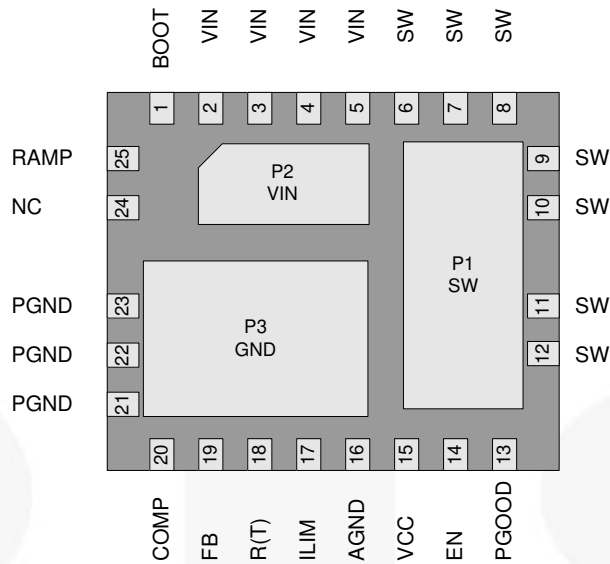 BOOT VIN VIN VIN VIN SW SW SW
1 2 3 4 5 6 7 8
RAMP 25
P2
VIN
9 SW
NC 24
10 SW
P1
SW
PGND 23
P3
GND
11 SW
PGND 22
12 SW
PGND 21
20 19 18 17 16 15 14 13
COMP FB R(T) ILIM AGND VCC EN PGOOD